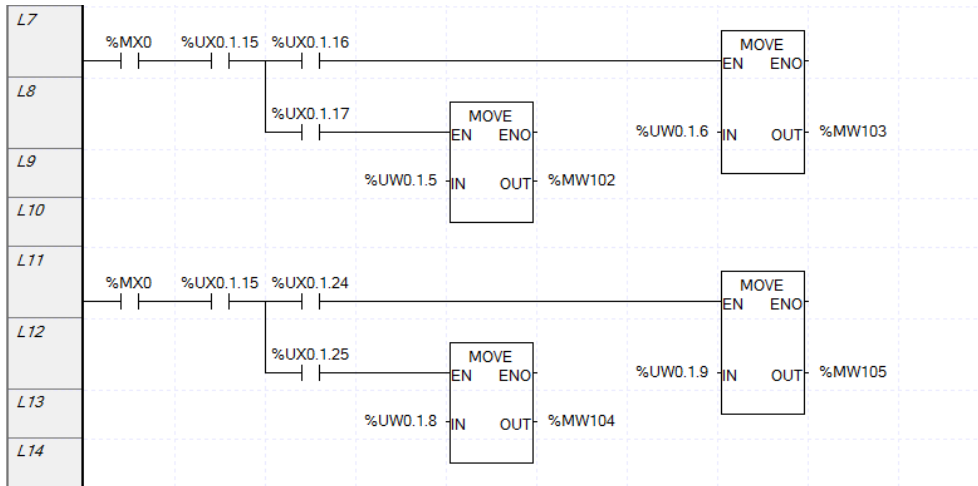 L7
%MX0 %UX0.1.15 %UX0.1.16
MOVE
EN ENO
L8
%UX0.1.17
MOVE
EN ENO
%UW0.1.6 IN OUT %MW103
L9
%UW0.1.5 IN OUT %MW102
L10
L11
%MX0 %UX0.1.15 %UX0.1.24
MOVE
EN ENO
L12
%UX0.1.25
MOVE
EN ENO
%UW0.1.9 IN OUT %MW105
L13
%UW0.1.8 IN OUT %MW104
L14